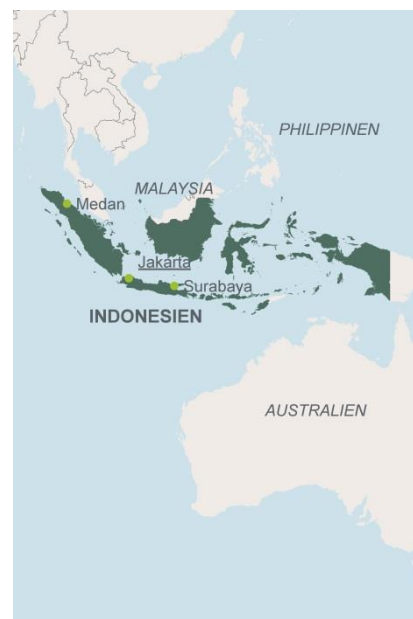 PHILIPPINEN
MALAYSIA
Medan
Jakarta
Surabaya
INDONESIEN
AUSTRALIEN